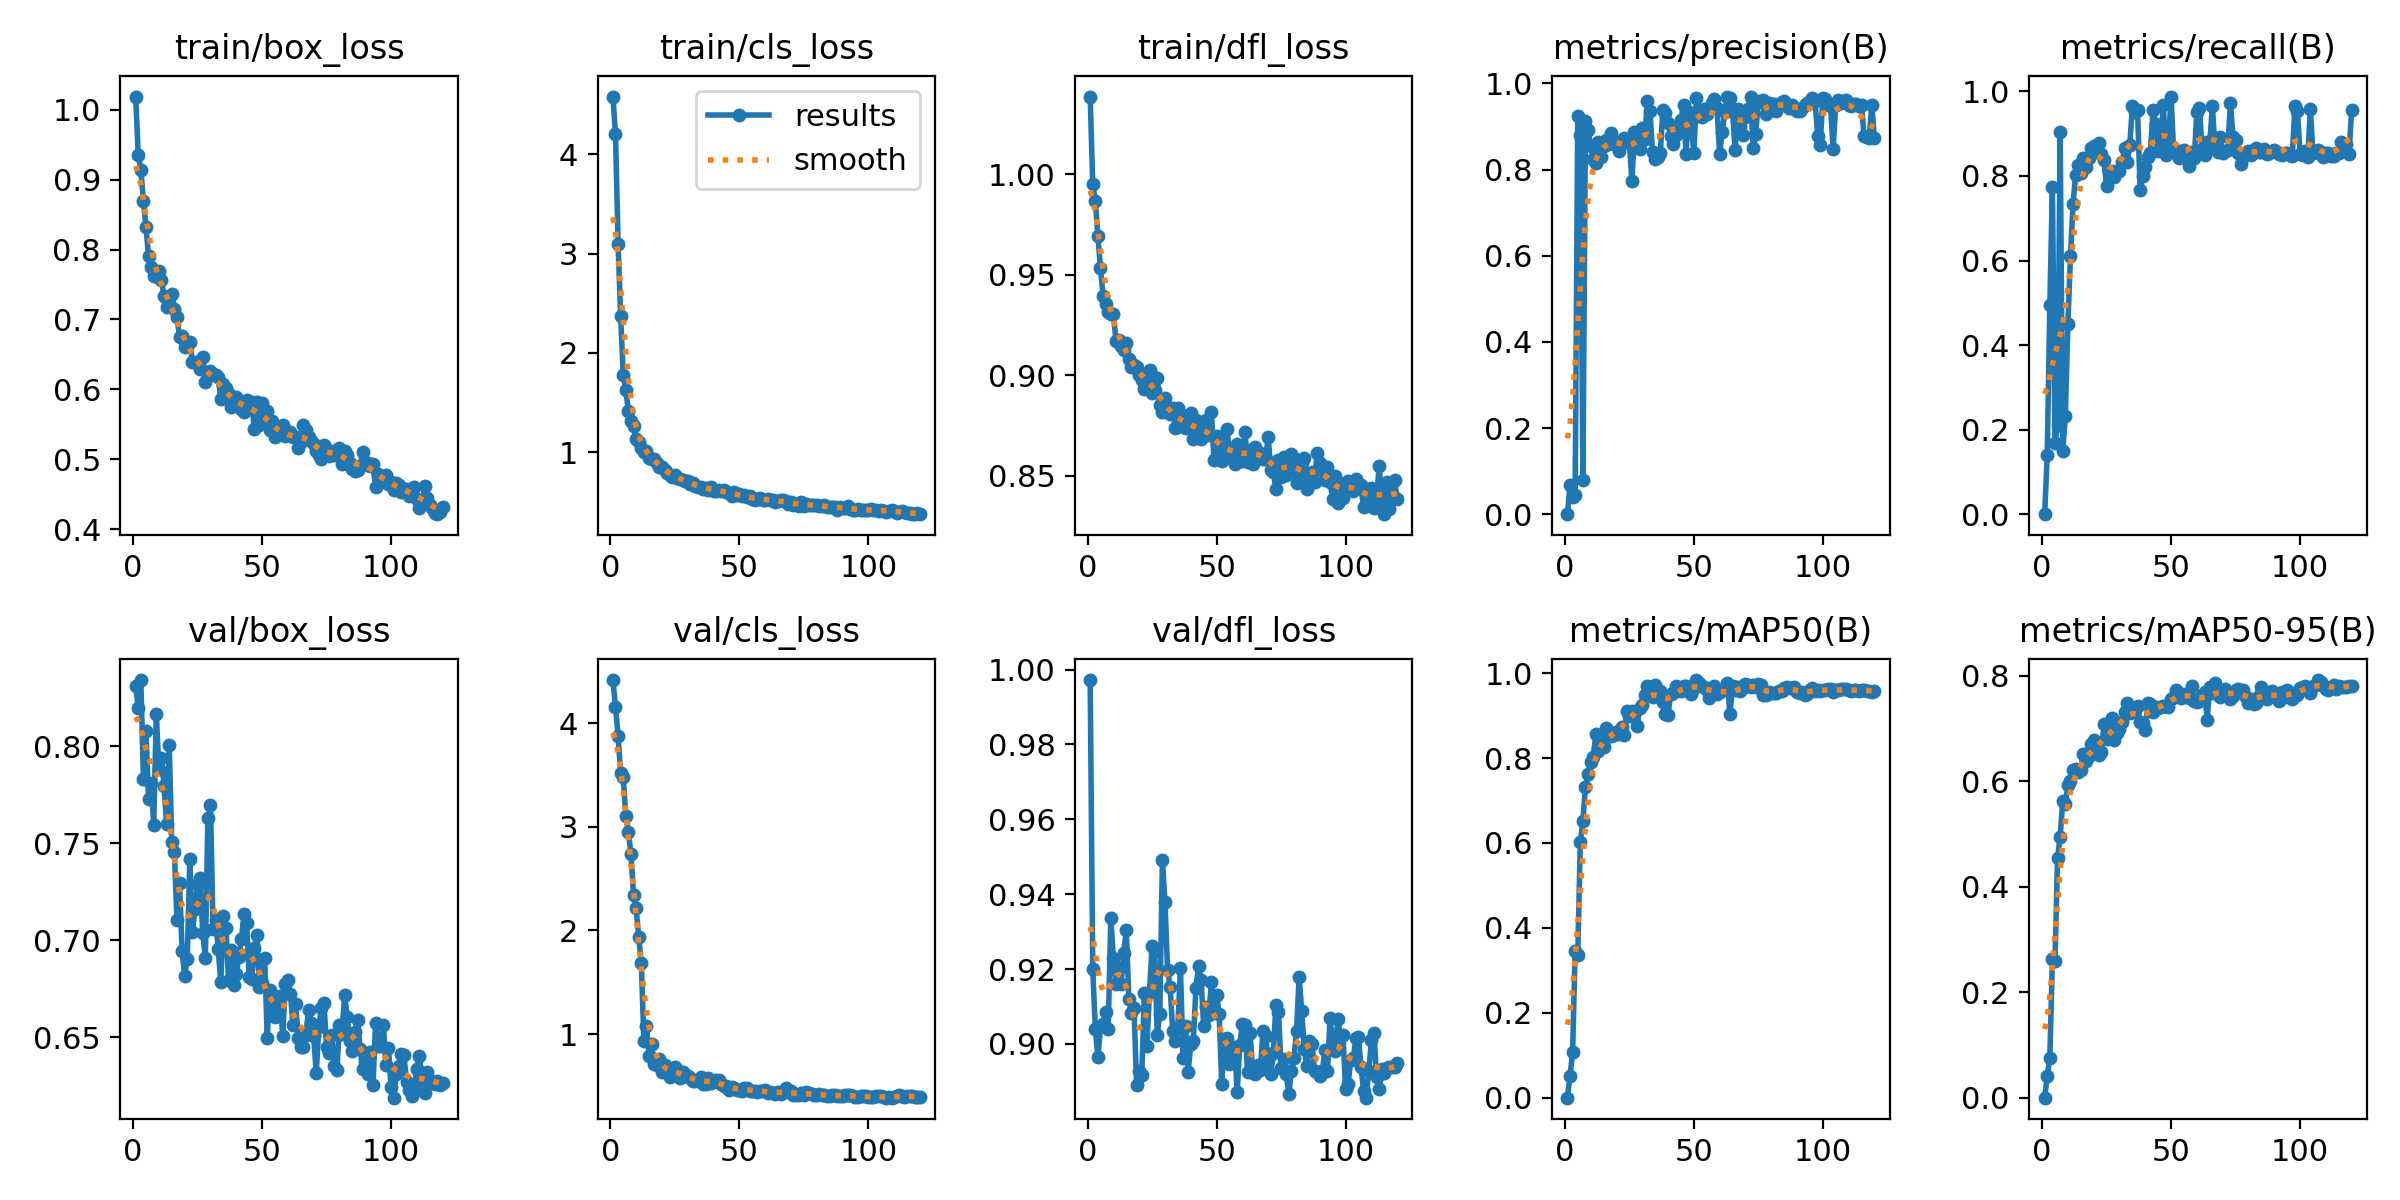 train/box_loss
1.0
0.9
0.8
0.7
0.6
0.5
0.4
0 50 100
train/cls_loss
results
smooth
4
3
2
1
0 50 100
train/dfl_loss
1.00
0.95
0.90
0.85
0 50 100
metrics/precision(B)
1.0
0.8
0.6
0.4
0.2
0.0
0 50 100
metrics/recall(B)
1.0
0.8
0.6
0.4
0.2
0.0
0 50 100
val/box_loss
0.80
0.75
0.70
0.65
0 50 100
val/cls_loss
4
3
2
1
0 50 100
val/dfl_loss
1.00
0.98
0.96
0.94
0.92
0.90
0 50 100
metrics/mAP50(B)
1.0
0.8
0.6
0.4
0.2
0.0
0 50 100
metrics/mAP50-95(B)
0.8
0.6
0.4
0.2
0.0
0 50 100